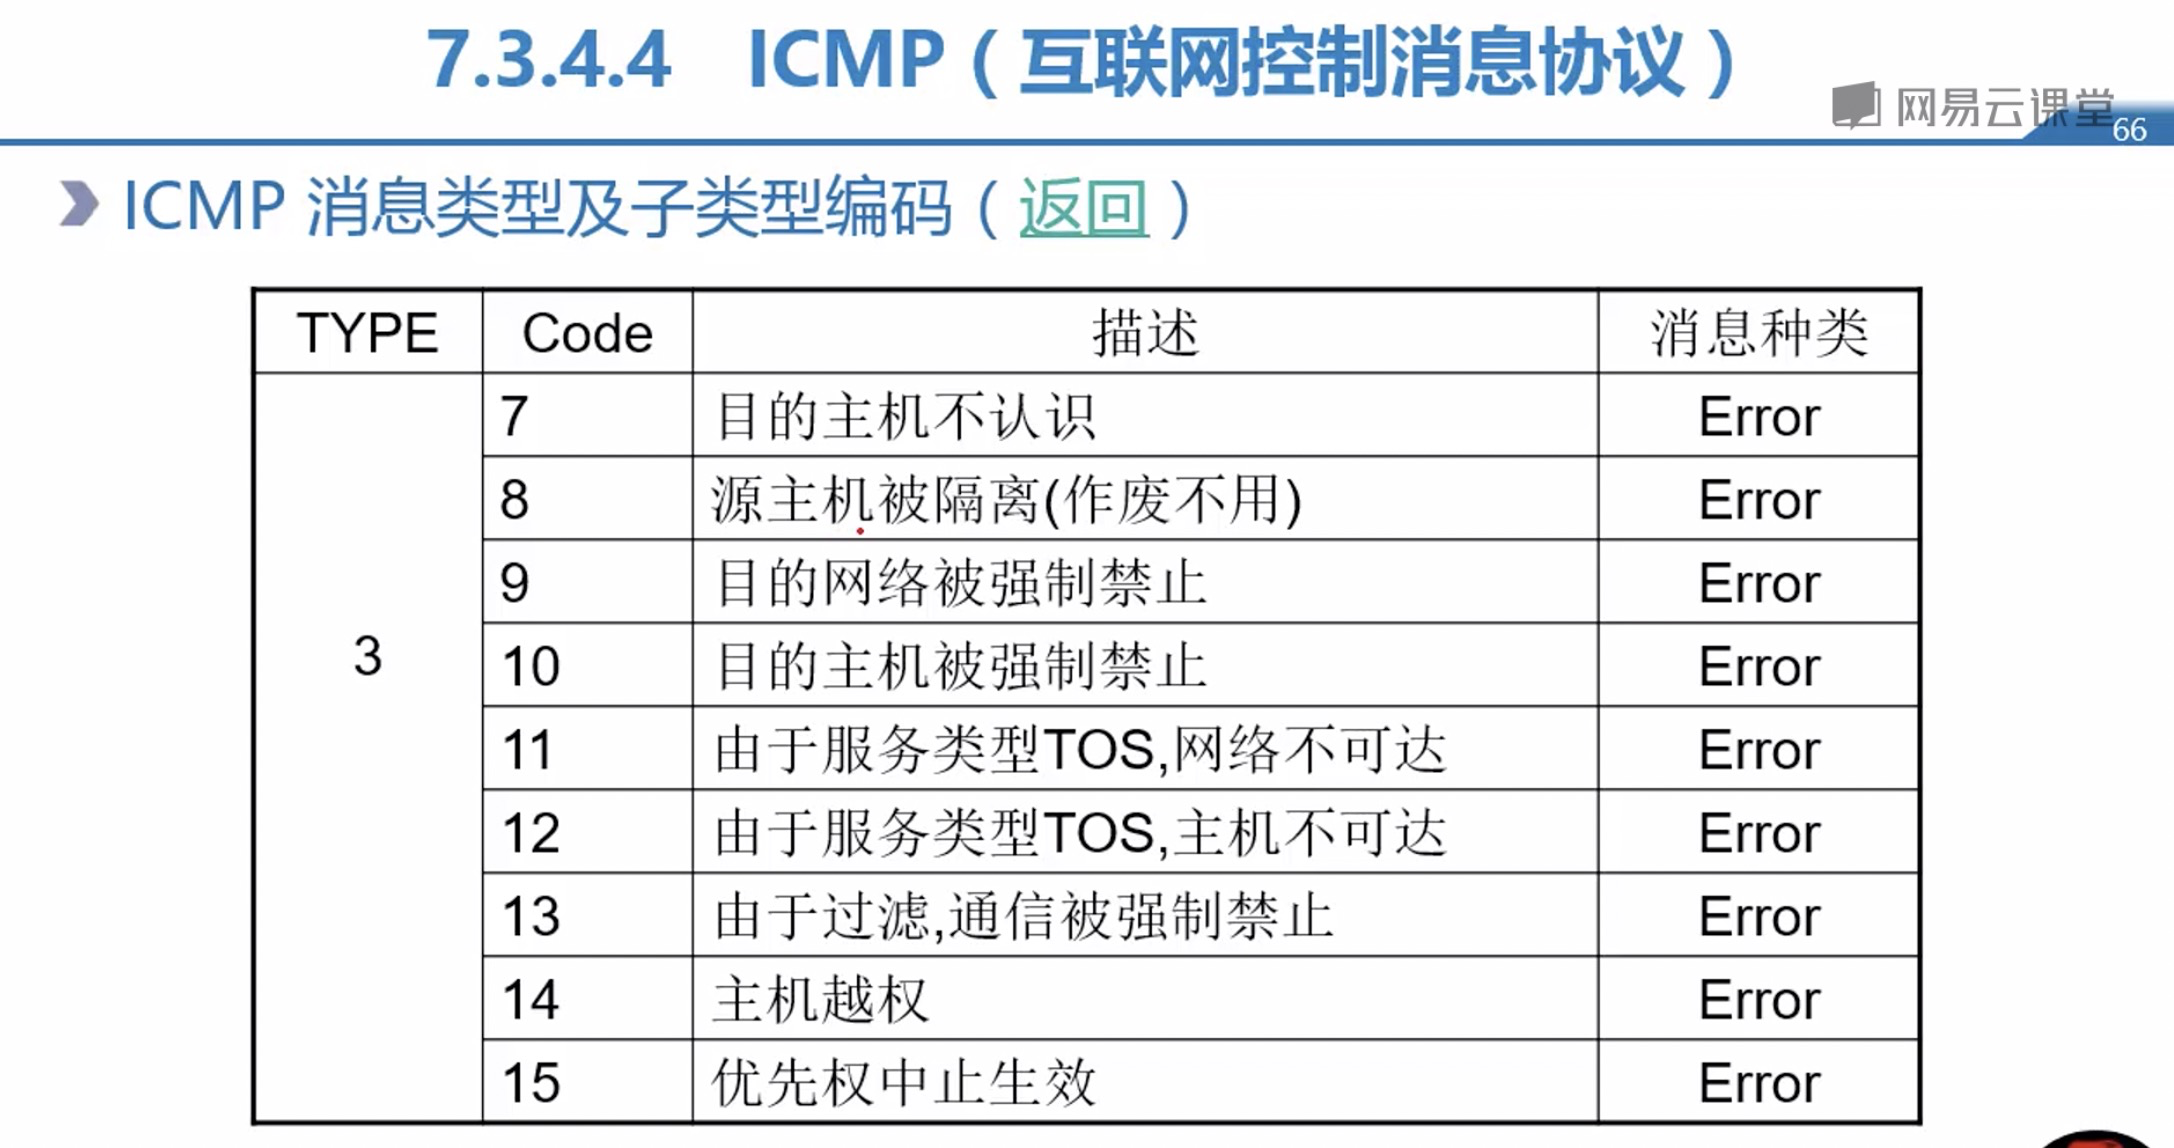 7.3.4.4 ICMP（互联网控制消息协议）
网易云课堂
66
ICMP 消息类型及子类型编码（返回）
TYPE Code 描述 消息种类
3
7 目的主机不认识 Error
8 源主机被隔离(作废不用) Error
9 目的网络被强制禁止 Error
10 目的主机被强制禁止 Error
11 由于服务类型TOS,网络不可达 Error
12 由于服务类型TOS,主机不可达 Error
13 由于过滤,通信被强制禁止 Error
14 主机越权 Error
15 优先权中止生效 Error